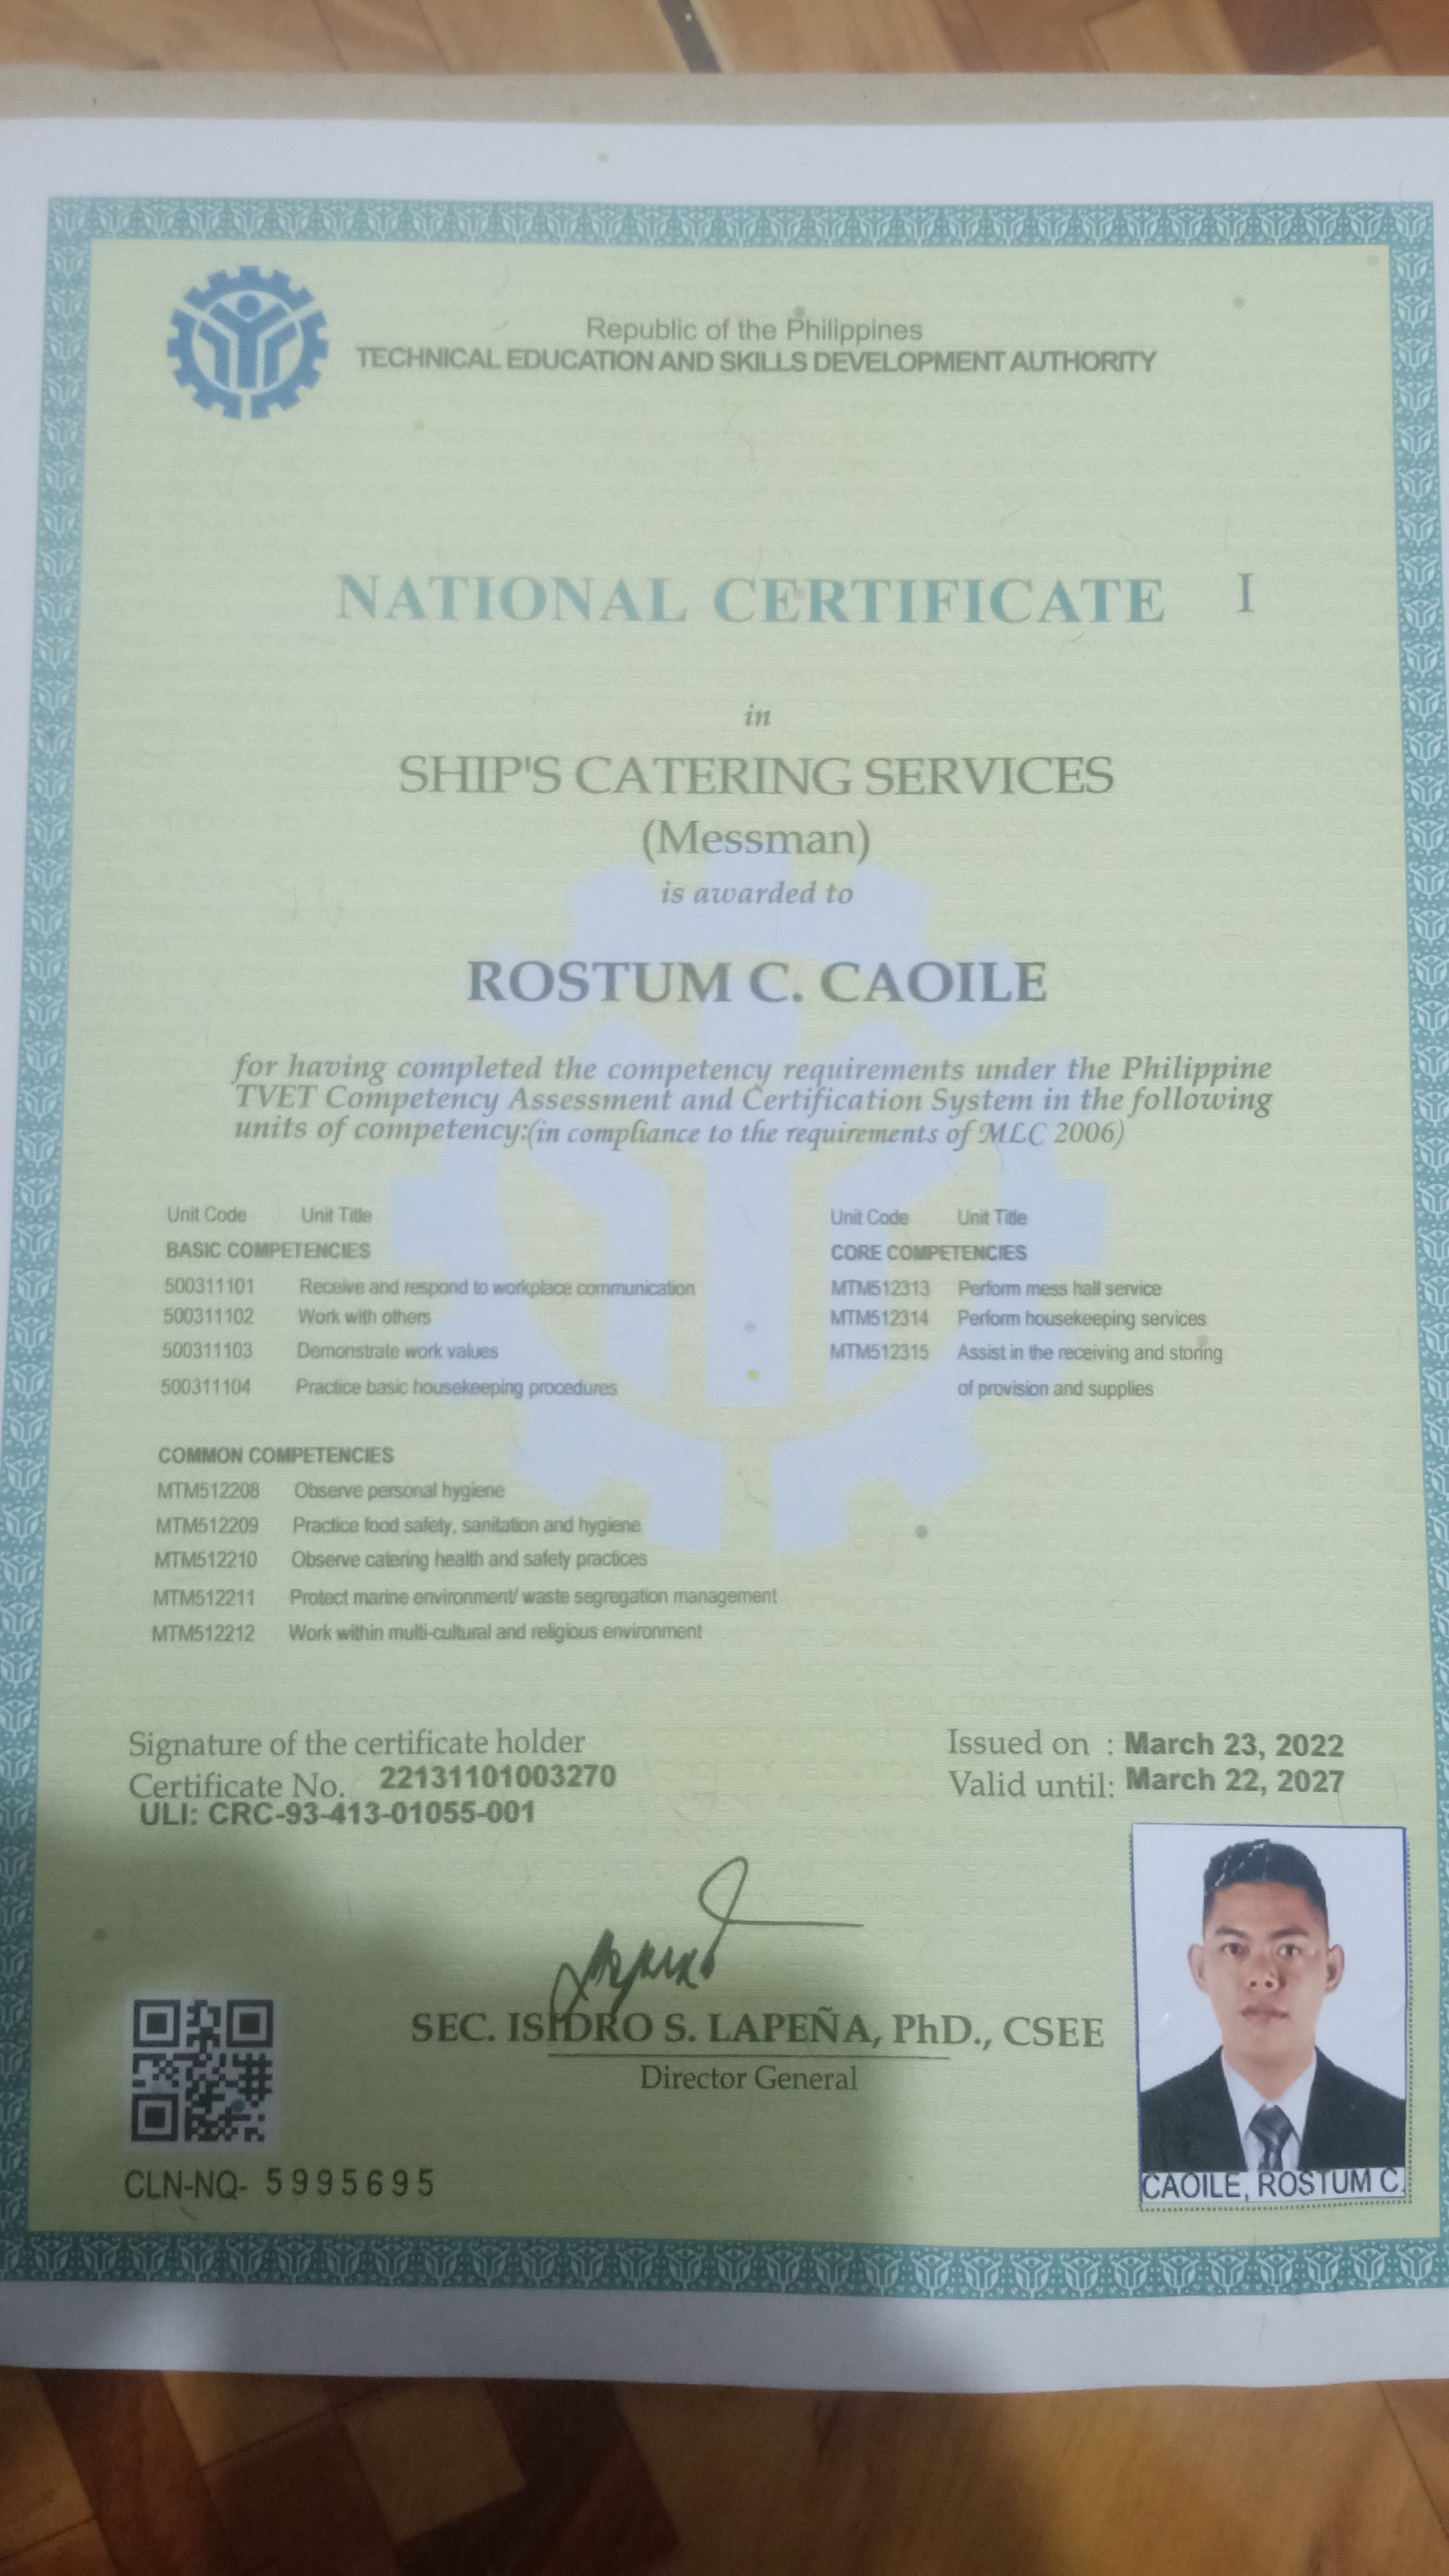 Republic of the Philippines
TECHNICAL EDUCATION AND SKILLS DEVELOPMENT AUTHORITY
NATIONAL CERTIFICATE I
in
SHIP'S CATERING SERVICES
(Messman)
is awarded to
ROSTUM C. CAOILE
for having completed the competency requirements under the Philippine
TVET Competency Assessment and Certification System in the following
units of competency:(in compliance to the requirements of MLC 2006)
Unit Code Unit Title
BASIC COMPETENCIES
500311101 Receive and respond to workplace communication
500311102 Work with others
500311103 Demonstrate work values
500311104 Practice basic housekeeping procedures
COMMON COMPETENCIES
MTM512208 Observe personal hygiene
MTM512209 Practice food safety, sanitation and hygiene
MTM512210 Observe catering health and safety practices
MTM512211 Protect marine environment/ waste segregation management
MTM512212 Work within multi-cultural and religious environment
Unit Code Unit Title
CORE COMPETENCIES
MTM512313 Perform mess hall service
MTM512314 Perform housekeeping services
MTM512315 Assist in the receiving and storing
of provision and supplies
Signature of the certificate holder
Certificate No. 22131101003270
ULI: CRC-93-413-01055-001
Issued on : March 23, 2022
Valid until: March 22, 2027
SEC. ISIDRO S. LAPEÑA, PhD., CSEE
Director General
CLN-NQ- 5995695
CAOILE, ROSTUM C.